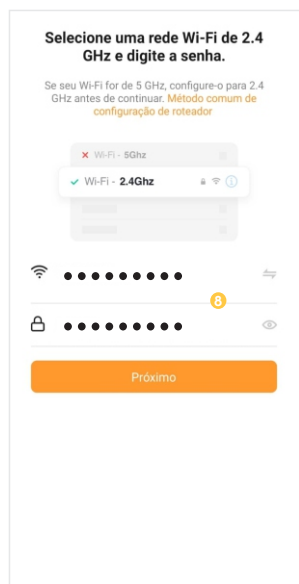 Selecione uma rede Wi-Fi de 2.4
GHz e digite a senha.
Se seu Wi-Fi for de 5 GHz, configure-o para 2.4
GHz antes de continuar. Método comum de
configuração de roteador
Wi-Fi - 5Ghz
Wi-Fi - 2.4Ghz
8
Próximo